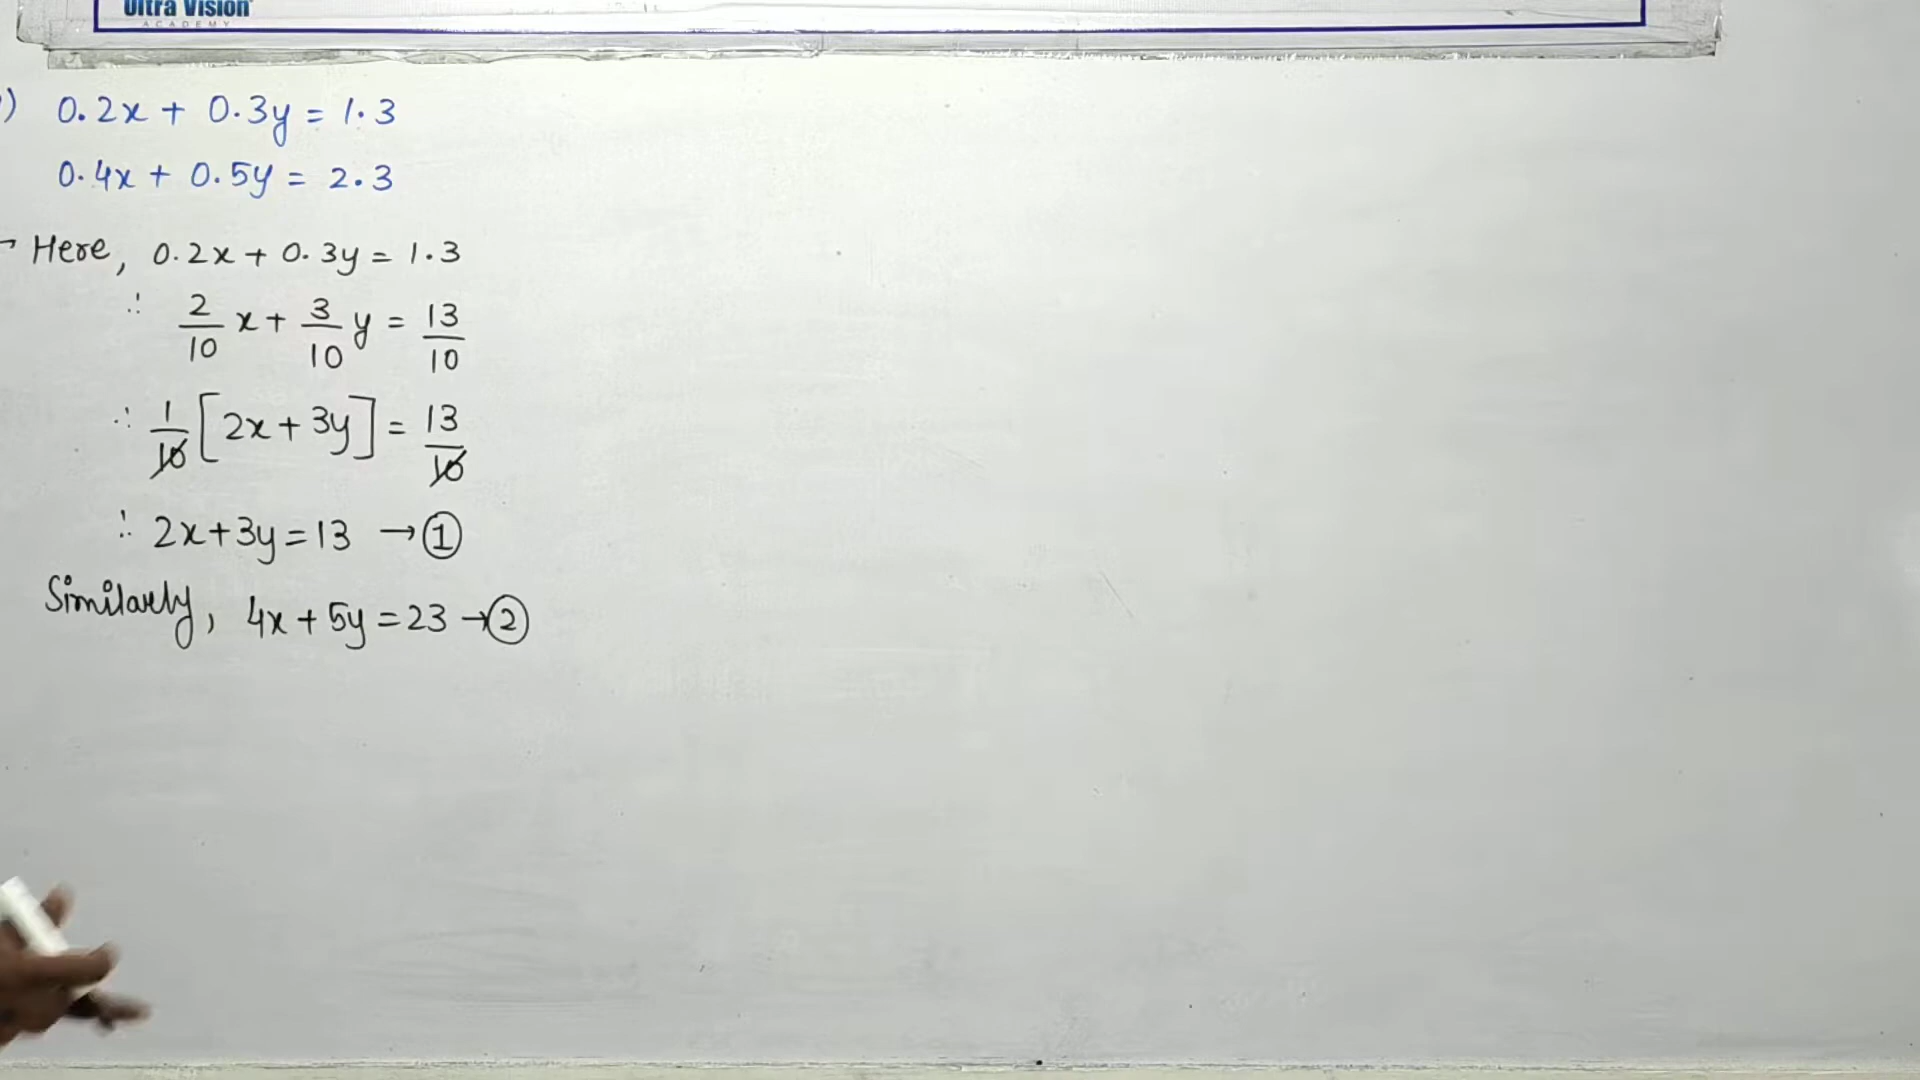 Ultra Vision
ACADEMY
) 0.2x + 0.3y = 1.3
0.4x + 0.5y = 2.3
Here, 0.2x + 0.3y = 1.3
∴ 2/10 x + 3/10 y = 13/10
∴ 1/10 [2x + 3y] = 13/10
∴ 2x + 3y = 13 → ①
Similarly, 4x + 5y = 23 → ②